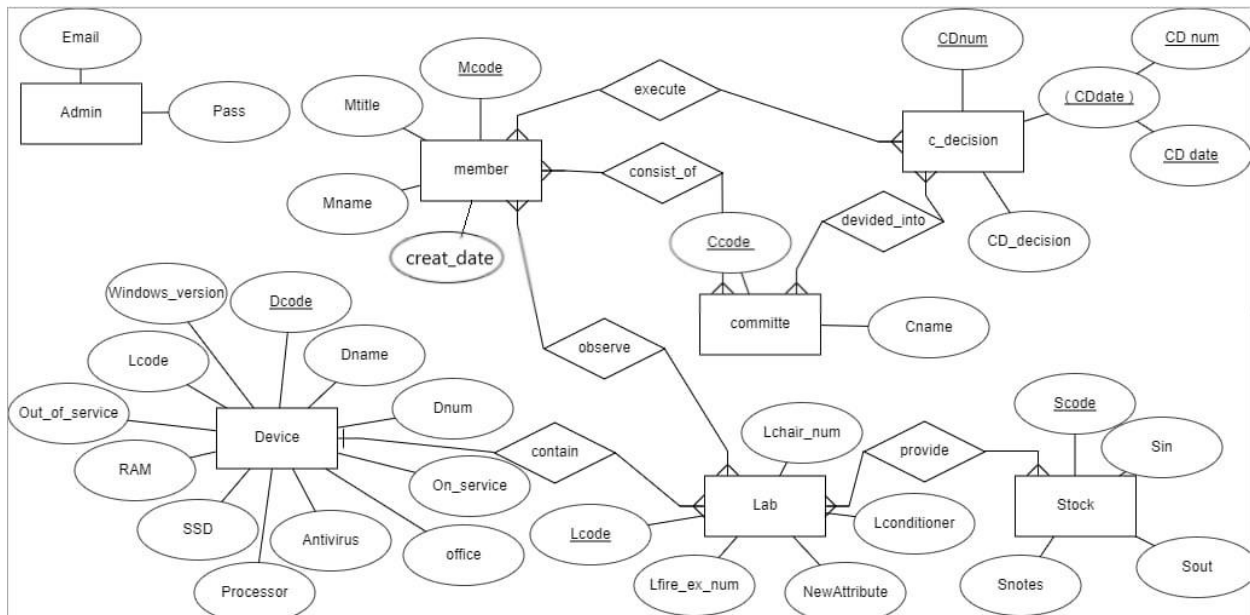 Email
Admin
Pass
Mcode
Mtitle
member
Mname
creat_date
execute
consist_of
CDnum
CD num
( CDdate )
CD date
c_decision
CD_decision
devided_into
Ccode
committe
Cname
observe
Windows_version
Dcode
Lcode
Dname
Out_of_service
Dnum
Device
RAM
On_service
SSD
Antivirus
office
Processor
contain
Lchair_num
provide
Lab
Lcode
Lconditioner
Lfire_ex_num
NewAttribute
Scode
Sin
Stock
Snotes
Sout